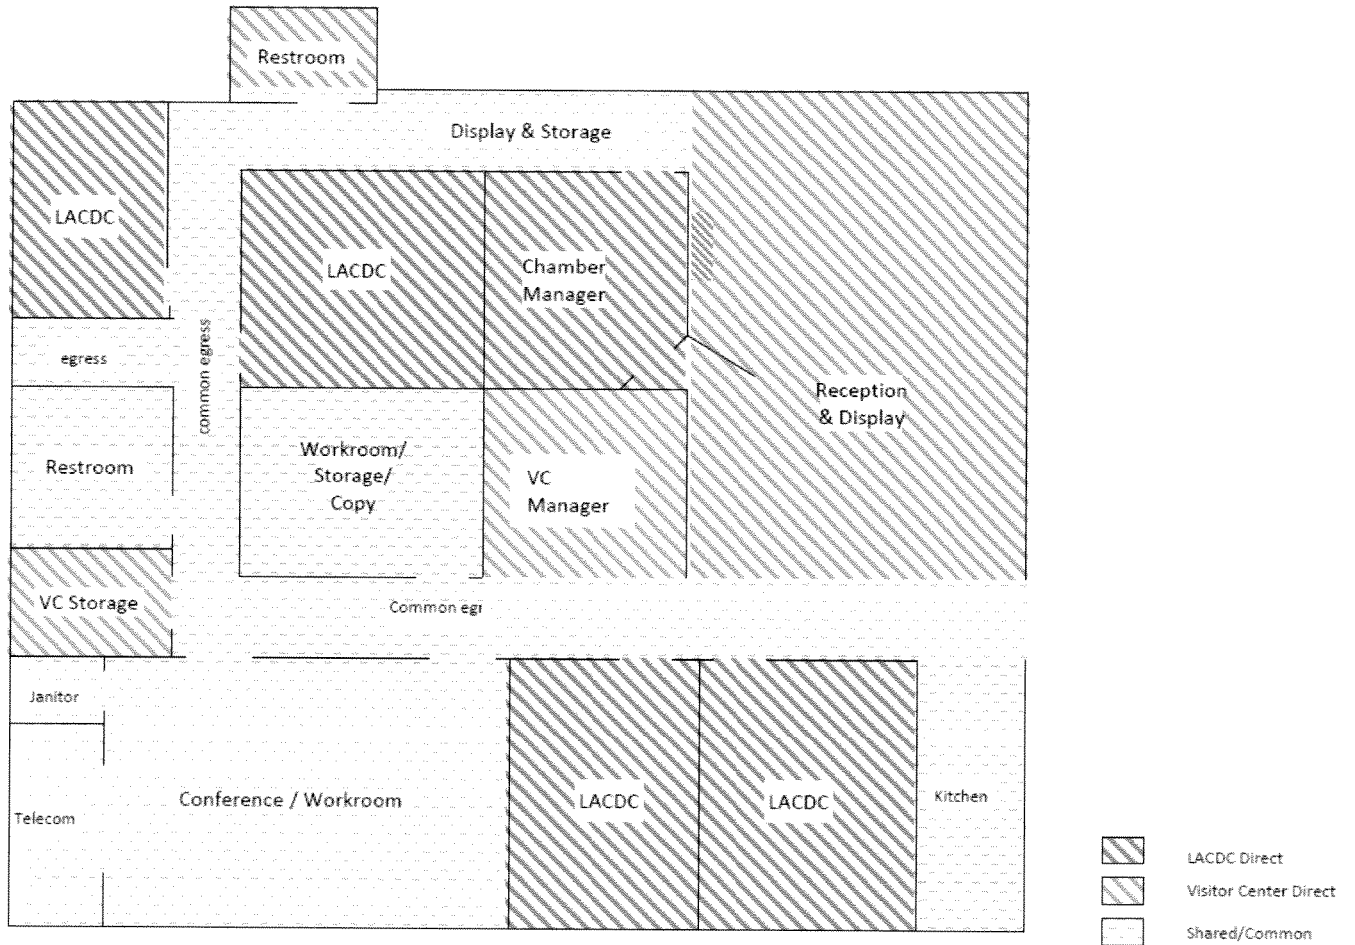 Restroom
Display & Storage
LACDC
LACDC
Chamber
Manager
egress
common egress
Reception
& Display
Restroom
Workroom/
Storage/
Copy
VC
Manager
VC Storage
Common egr
Janitor
Conference / Workroom
LACDC
LACDC
Kitchen
Telecom
LACDC Direct
Visitor Center Direct
Shared/Common